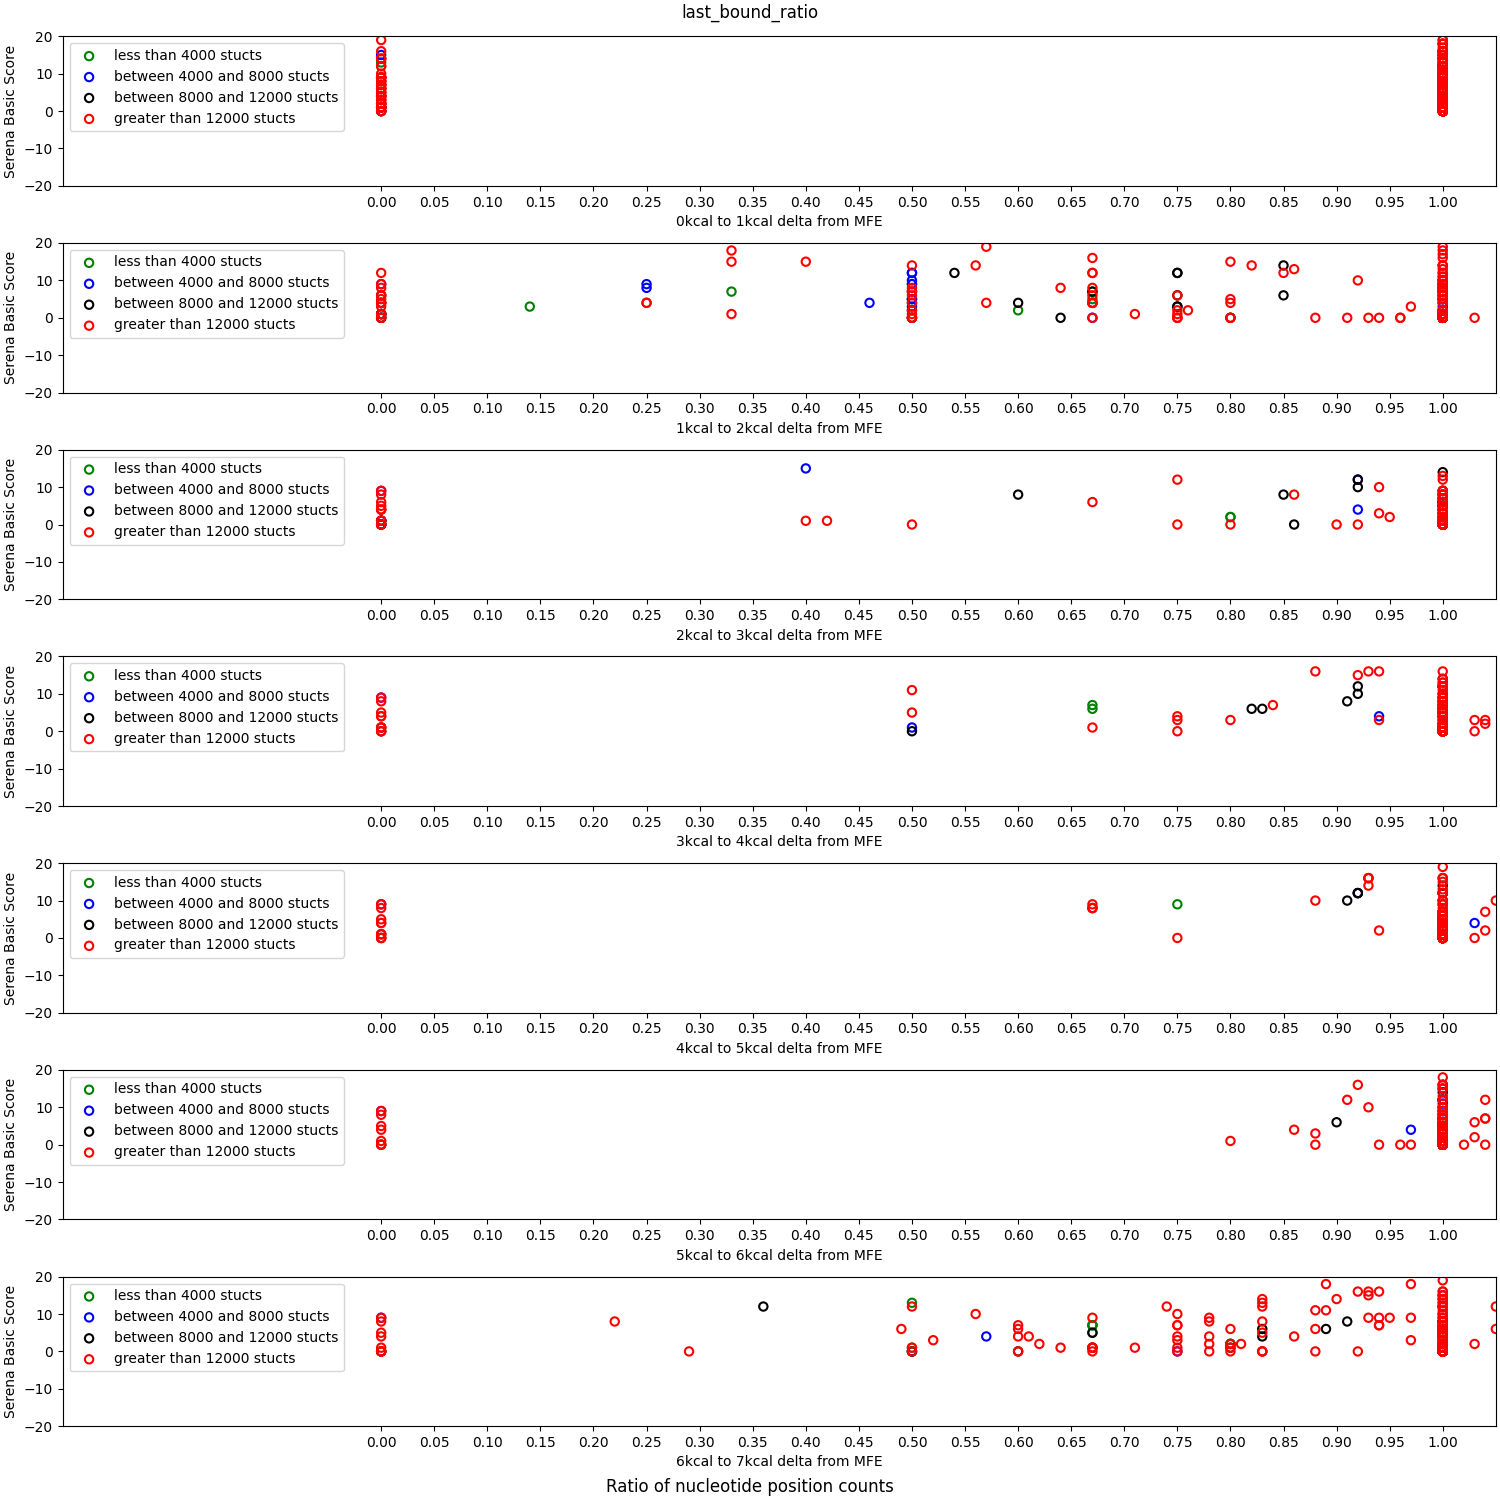 last_bound_ratio
Serena Basic Score
20
10
0
−10
−20
less than 4000 stucts
between 4000 and 8000 stucts
between 8000 and 12000 stucts
greater than 12000 stucts
0.00 0.05 0.10 0.15 0.20 0.25 0.30 0.35 0.40 0.45 0.50 0.55 0.60 0.65 0.70 0.75 0.80 0.85 0.90 0.95 1.00
0kcal to 1kcal delta from MFE
Serena Basic Score
20
10
0
−10
−20
less than 4000 stucts
between 4000 and 8000 stucts
between 8000 and 12000 stucts
greater than 12000 stucts
0.00 0.05 0.10 0.15 0.20 0.25 0.30 0.35 0.40 0.45 0.50 0.55 0.60 0.65 0.70 0.75 0.80 0.85 0.90 0.95 1.00
1kcal to 2kcal delta from MFE
Serena Basic Score
20
10
0
−10
−20
less than 4000 stucts
between 4000 and 8000 stucts
between 8000 and 12000 stucts
greater than 12000 stucts
0.00 0.05 0.10 0.15 0.20 0.25 0.30 0.35 0.40 0.45 0.50 0.55 0.60 0.65 0.70 0.75 0.80 0.85 0.90 0.95 1.00
2kcal to 3kcal delta from MFE
Serena Basic Score
20
10
0
−10
−20
less than 4000 stucts
between 4000 and 8000 stucts
between 8000 and 12000 stucts
greater than 12000 stucts
0.00 0.05 0.10 0.15 0.20 0.25 0.30 0.35 0.40 0.45 0.50 0.55 0.60 0.65 0.70 0.75 0.80 0.85 0.90 0.95 1.00
3kcal to 4kcal delta from MFE
Serena Basic Score
20
10
0
−10
−20
less than 4000 stucts
between 4000 and 8000 stucts
between 8000 and 12000 stucts
greater than 12000 stucts
0.00 0.05 0.10 0.15 0.20 0.25 0.30 0.35 0.40 0.45 0.50 0.55 0.60 0.65 0.70 0.75 0.80 0.85 0.90 0.95 1.00
4kcal to 5kcal delta from MFE
Serena Basic Score
20
10
0
−10
−20
less than 4000 stucts
between 4000 and 8000 stucts
between 8000 and 12000 stucts
greater than 12000 stucts
0.00 0.05 0.10 0.15 0.20 0.25 0.30 0.35 0.40 0.45 0.50 0.55 0.60 0.65 0.70 0.75 0.80 0.85 0.90 0.95 1.00
5kcal to 6kcal delta from MFE
Serena Basic Score
20
10
0
−10
−20
less than 4000 stucts
between 4000 and 8000 stucts
between 8000 and 12000 stucts
greater than 12000 stucts
0.00 0.05 0.10 0.15 0.20 0.25 0.30 0.35 0.40 0.45 0.50 0.55 0.60 0.65 0.70 0.75 0.80 0.85 0.90 0.95 1.00
6kcal to 7kcal delta from MFE
Ratio of nucleotide position counts